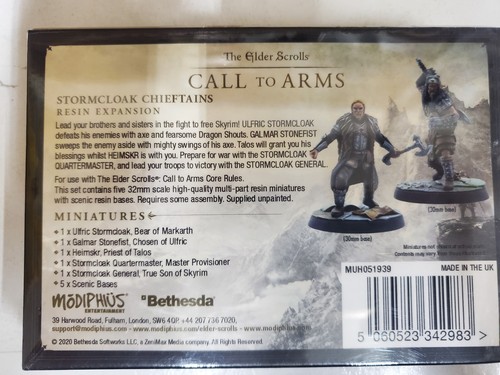 The Elder Scrolls
CALL TO ARMS
STORMCLOAK CHIEFTAINS
RESIN EXPANSION
Lead your brothers and sisters in the fight to free Skyrim! ULFRIC STORMCLOAK
defeats his enemies with axe and fearsome Dragon Shouts. GALMAR STONEFIST
sweeps the enemy aside with mighty swings of his axe. Talos will grant you his
blessings whilst HEIMSKR is with you. Prepare for war with the STORMCLOAK
QUARTERMASTER, and lead your troops to victory with the STORMCLOAK GENERAL.
For use with The Elder Scrolls®: Call to Arms Core Rules.
This set contains five 32mm scale high-quality multi-part resin miniatures
with scenic resin bases. Requires some assembly. Supplied unpainted.
MINIATURES
1 x Ulfric Stormcloak, Bear of Markarth
1 x Galmar Stonefist, Chosen of Ulfric
1 x Heimskr, Priest of Talos
1 x Stormcloak Quartermaster, Master Provisioner
1 x Stormcloak General, True Son of Skyrim
5 x Scenic Bases
(30mm base)
(30mm base)
Miniatures not shown
Contents may vary
MODIPHIUS
ENTERTAINMENT
Bethesda
39 Harwood Road, Fulham, London, SW6 4QP +44 207 736 7020,
support@modiphius.com - www.modiphius.com/elder-scrolls - www.modiphius.com
© 2020 Bethesda Softworks LLC, a ZeniMax Media company. All Rights Reserved.
MUH051939 MADE IN THE UK
5 060523 342983 >